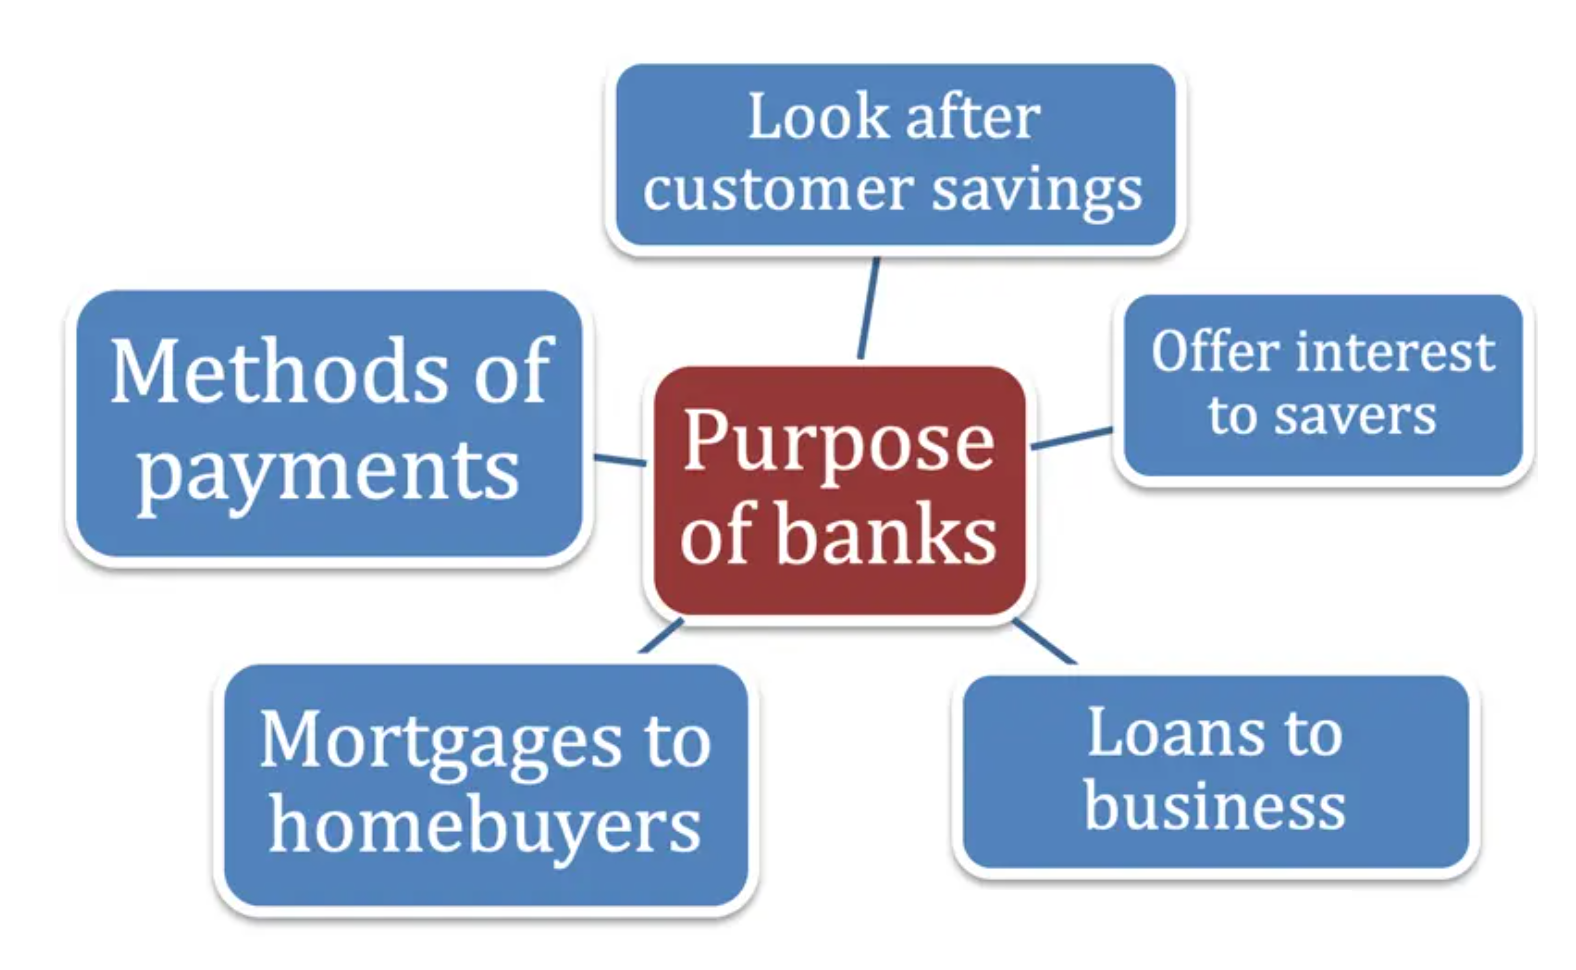 Look after
customer savings
Methods of
payments
Offer interest
to savers
Purpose
of banks
Mortgages to
homebuyers
Loans to
business